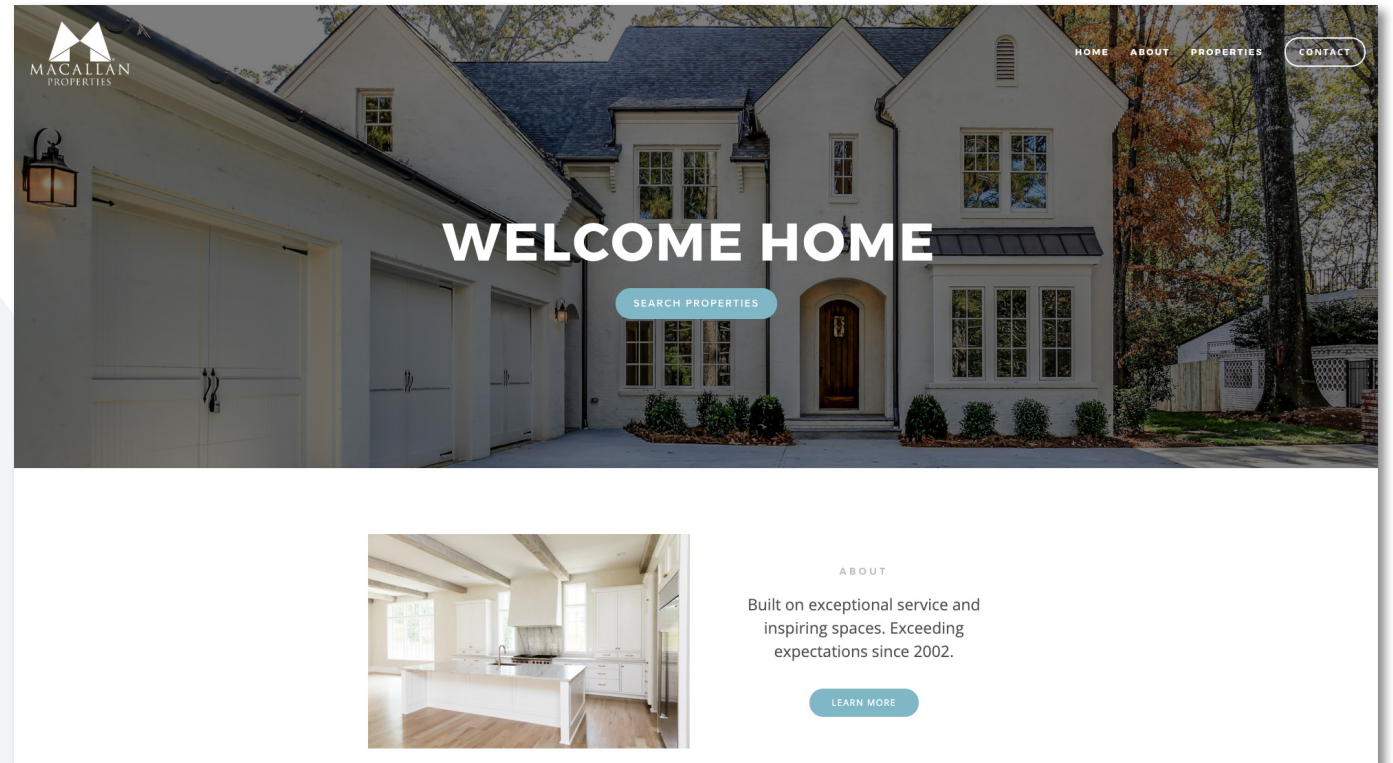 MACALLAN
PROPERTIES
HOME ABOUT PROPERTIES CONTACT
WELCOME HOME
SEARCH PROPERTIES
ABOUT
Built on exceptional service and
inspiring spaces. Exceeding
expectations since 2002.
LEARN MORE